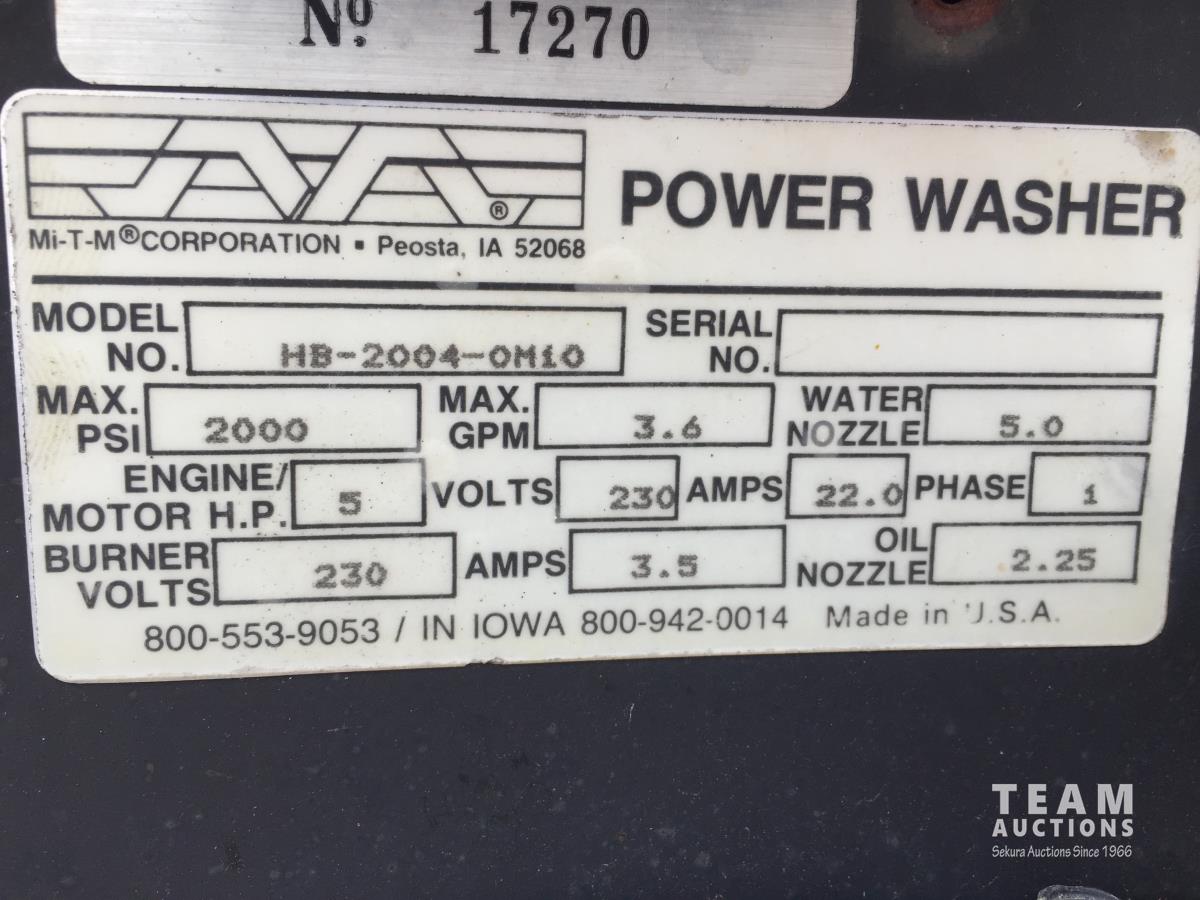 Nº 17270
POWER WASHER
Mi-T-M®CORPORATION ▪ Peosta, IA 52068
MODEL NO. HB-2004-0M10 SERIAL NO.
MAX. PSI 2000 MAX. GPM 3.6 WATER NOZZLE 5.0
ENGINE/ MOTOR H.P. 5 VOLTS 230 AMPS 22.0 PHASE 1
BURNER VOLTS 230 AMPS 3.5 OIL NOZZLE 2.25
800-553-9053 / IN IOWA 800-942-0014 Made in U.S.A.
TEAM
AUCTIONS
Sekura Auctions Since 1966